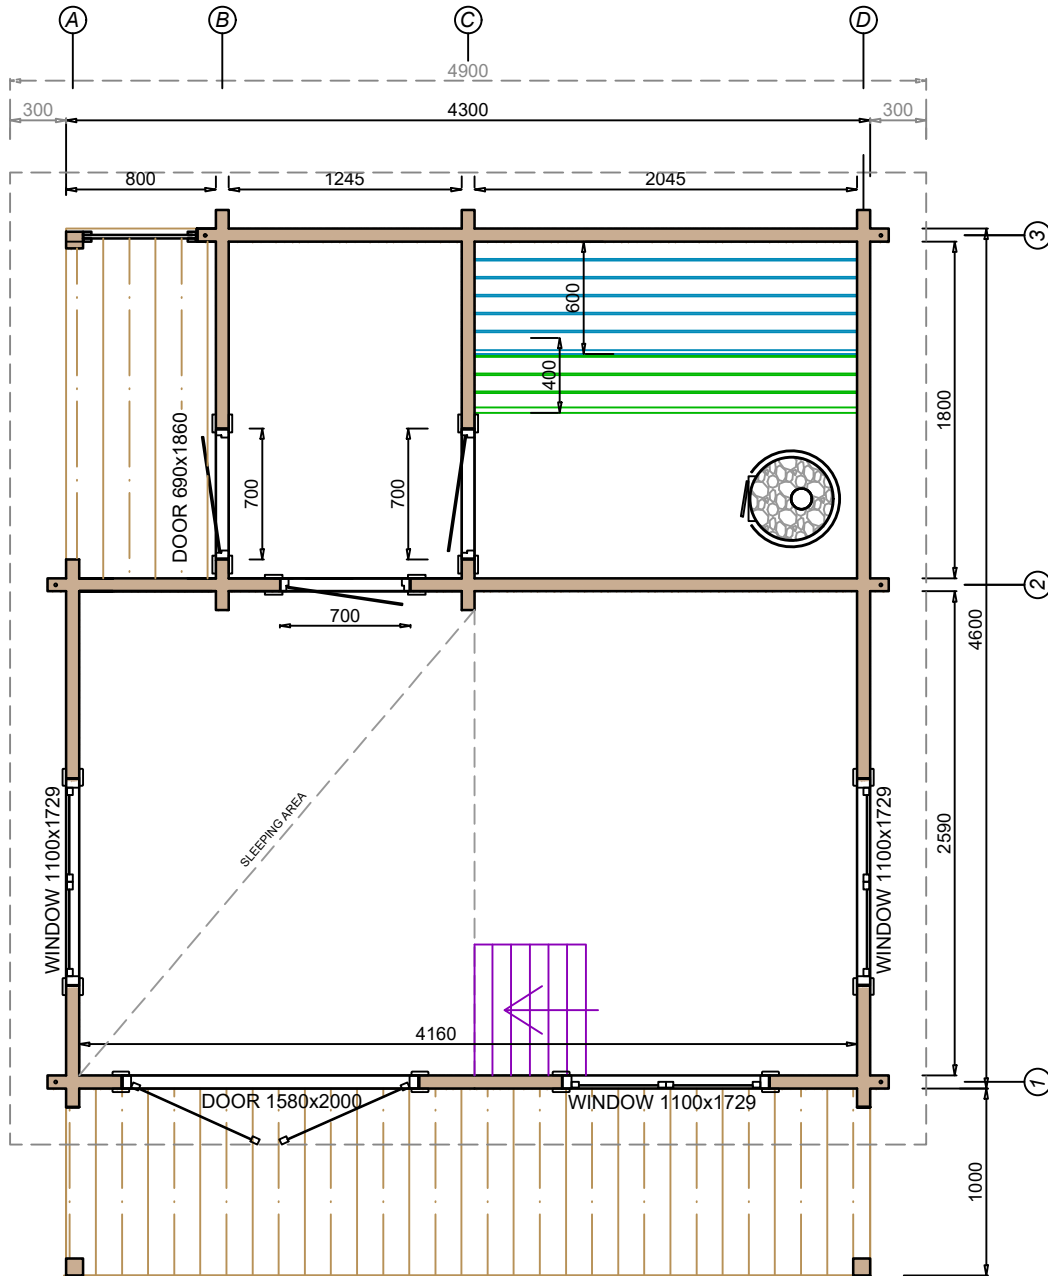 A B C D
4900
300 4300 300
800 1245 2045
3
600
400
1800
DOOR 690x1860
700
700
2
700
4600
SLEEPING AREA
WINDOW 1100x1729
WINDOW 1100x1729
2590
4160
1
DOOR 1580x2000
WINDOW 1100x1729
1000